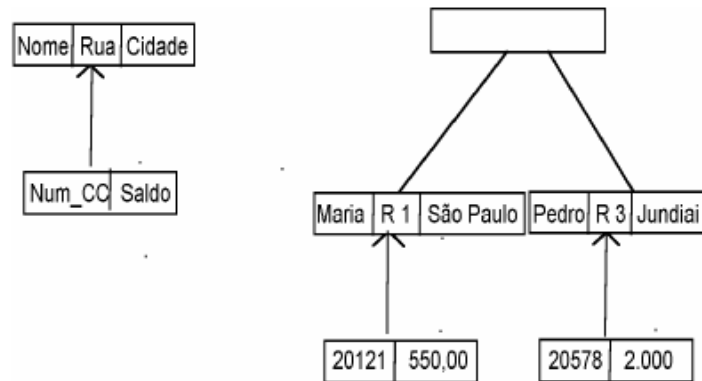 Nome Rua Cidade
Num_CC Saldo
Maria R 1 São Paulo
Pedro R 3 Jundiai
20121 550,00
20578 2.000